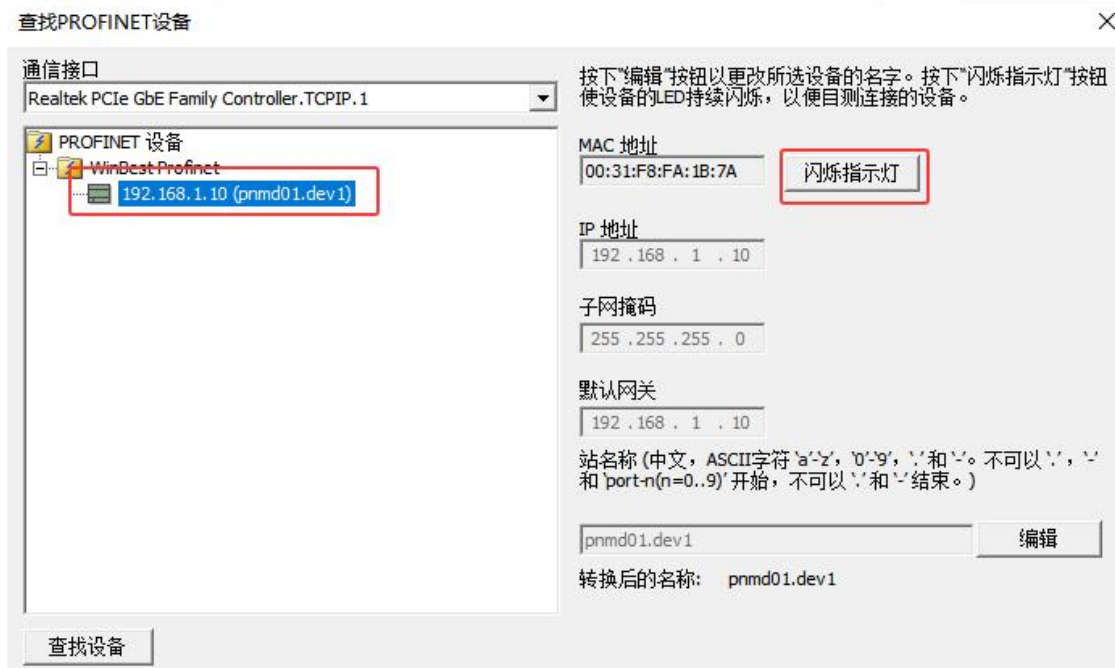 查找PROFINET设备
通信接口
Realtek PCIe GbE Family Controller.TCPIP.1
PROFINET 设备
WinBest Profinet
192.168.1.10 (pnmd01.dev1)
查找设备
按下"编辑"按钮以更改所选设备的名字。按下"闪烁指示灯"按钮
使设备的LED持续闪烁，以便目测连接的设备。
MAC 地址
00:31:F8:FA:1B:7A
闪烁指示灯
IP 地址
192 . 168 . 1 . 10
子网掩码
255 . 255 . 255 . 0
默认网关
192 . 168 . 1 . 10
站名称 (中文，ASCII字符 'a'-'z'，'0'-'9'，'.' 和 '-'。不可以 '.' ，'-'
和 'port-n(n=0..9)' 开始，不可以 '.' 和 '-' 结束。)
pnmd01.dev1
编辑
转换后的名称: pnmd01.dev1